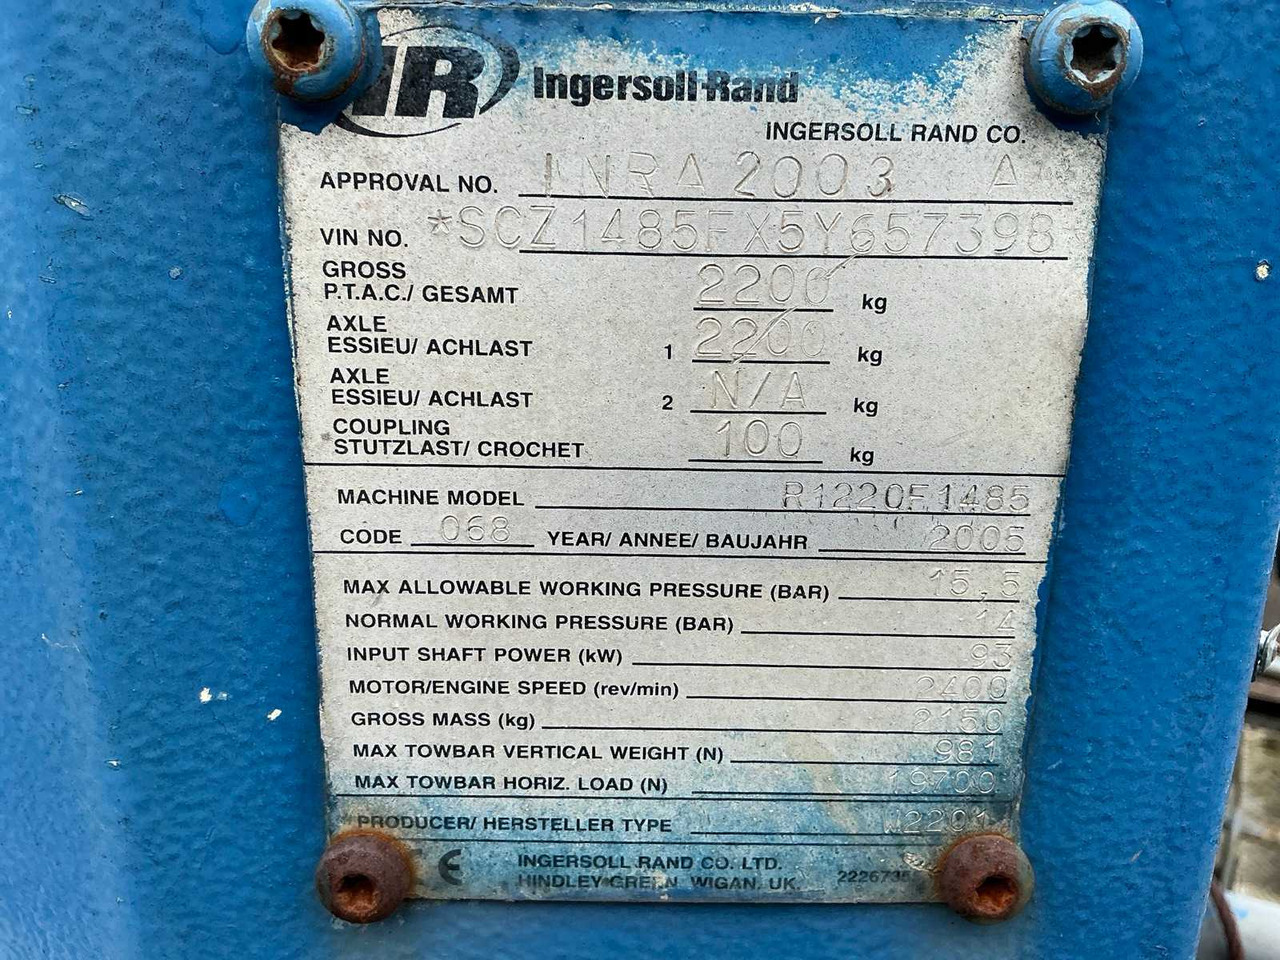 IR Ingersoll-Rand
INGERSOLL RAND CO.
APPROVAL NO. INRA 2003 A
VIN NO. *SCZ1485FX5Y657398
GROSS
P.T.A.C./ GESAMT 2200 kg
AXLE
ESSIEU/ ACHLAST 1 2200 kg
AXLE
ESSIEU/ ACHLAST 2 N/A kg
COUPLING
STUTZLAST/ CROCHET 100 kg
MACHINE MODEL R1220F1485
CODE 068 YEAR/ ANNEE/ BAUJAHR 2005
MAX ALLOWABLE WORKING PRESSURE (BAR) 15,5
NORMAL WORKING PRESSURE (BAR) 14
INPUT SHAFT POWER (kW) 93
MOTOR/ENGINE SPEED (rev/min) 2400
GROSS MASS (kg) 2150
MAX TOWBAR VERTICAL WEIGHT (N) 981
MAX TOWBAR HORIZ. LOAD (N) 19700
PRODUCER/ HERSTELLER TYPE
CE INGERSOLL RAND CO. LTD.
HINDLEY GREEN WIGAN, UK.